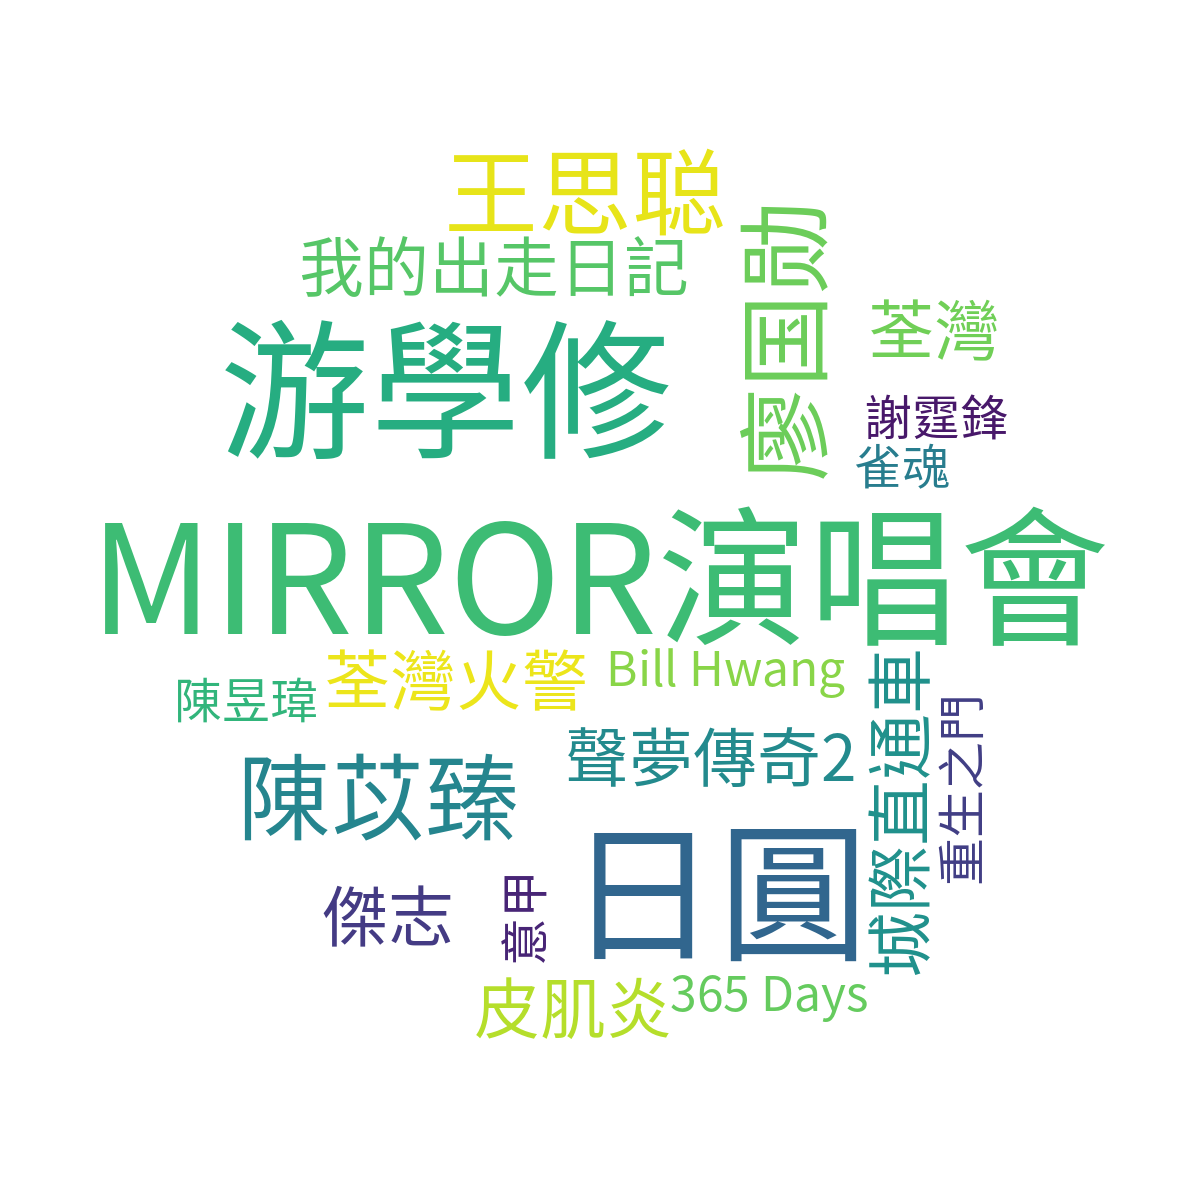 王思聪
我的出走日記
廖国勋
荃灣
游學修
謝霆鋒
雀魂
MIRROR演唱會
荃灣火警
Bill Hwang
陳昱瑋
聲夢傳奇2
城際直通車
重生之門
陳苡臻
日圓
傑志
意甲
皮肌炎
365 Days